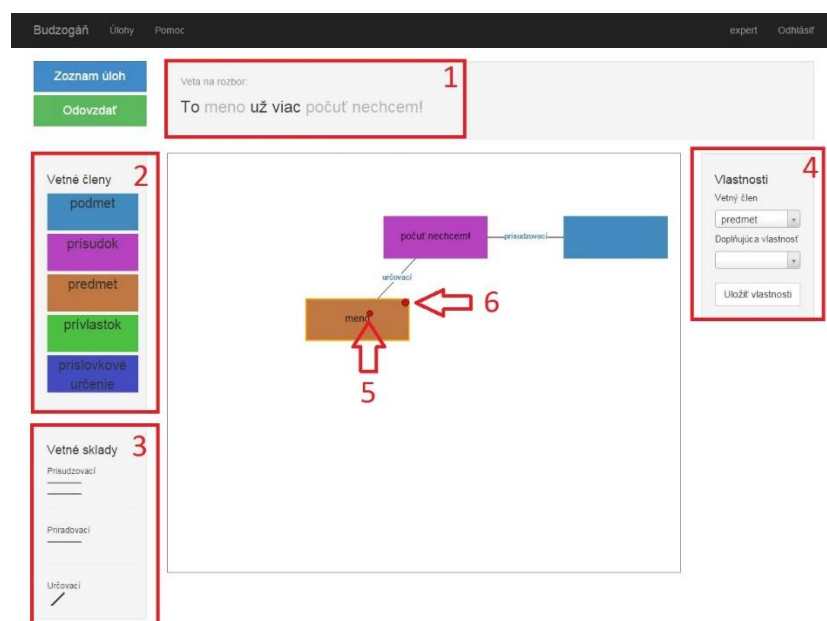 Budzogáň Úlohy Pomoc expert Odhlásiť
Zoznam úloh
Odovzdať
Veta na rozbor:
To meno už viac počuť nechcem!
1
Vetné členy 2
podmet
prísudok
predmet
prívlastok
príslovkové
určenie
Vetné sklady 3
Prisudzovací
Priraďovací
Určovací
počuť nechcem!
prisudzovací
určovací
meno
6
5
4
Vlastnosti
Vetný člen
predmet
Doplňujúca vlastnosť
Uložiť vlastnosti